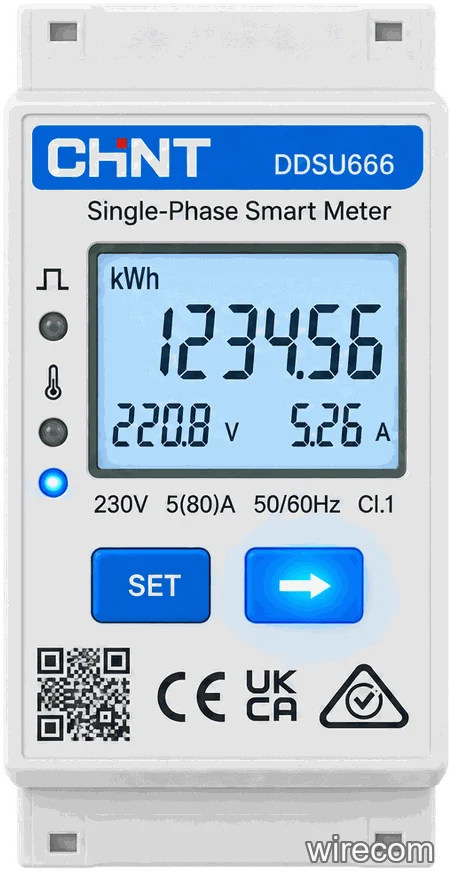 CHNT
DDSU666
Single-Phase Smart Meter
kWh
1234.56
220.8 V 5.26 A
230V 5(80)A 50/60Hz Cl.1
SET
CE UK CA
wirecom